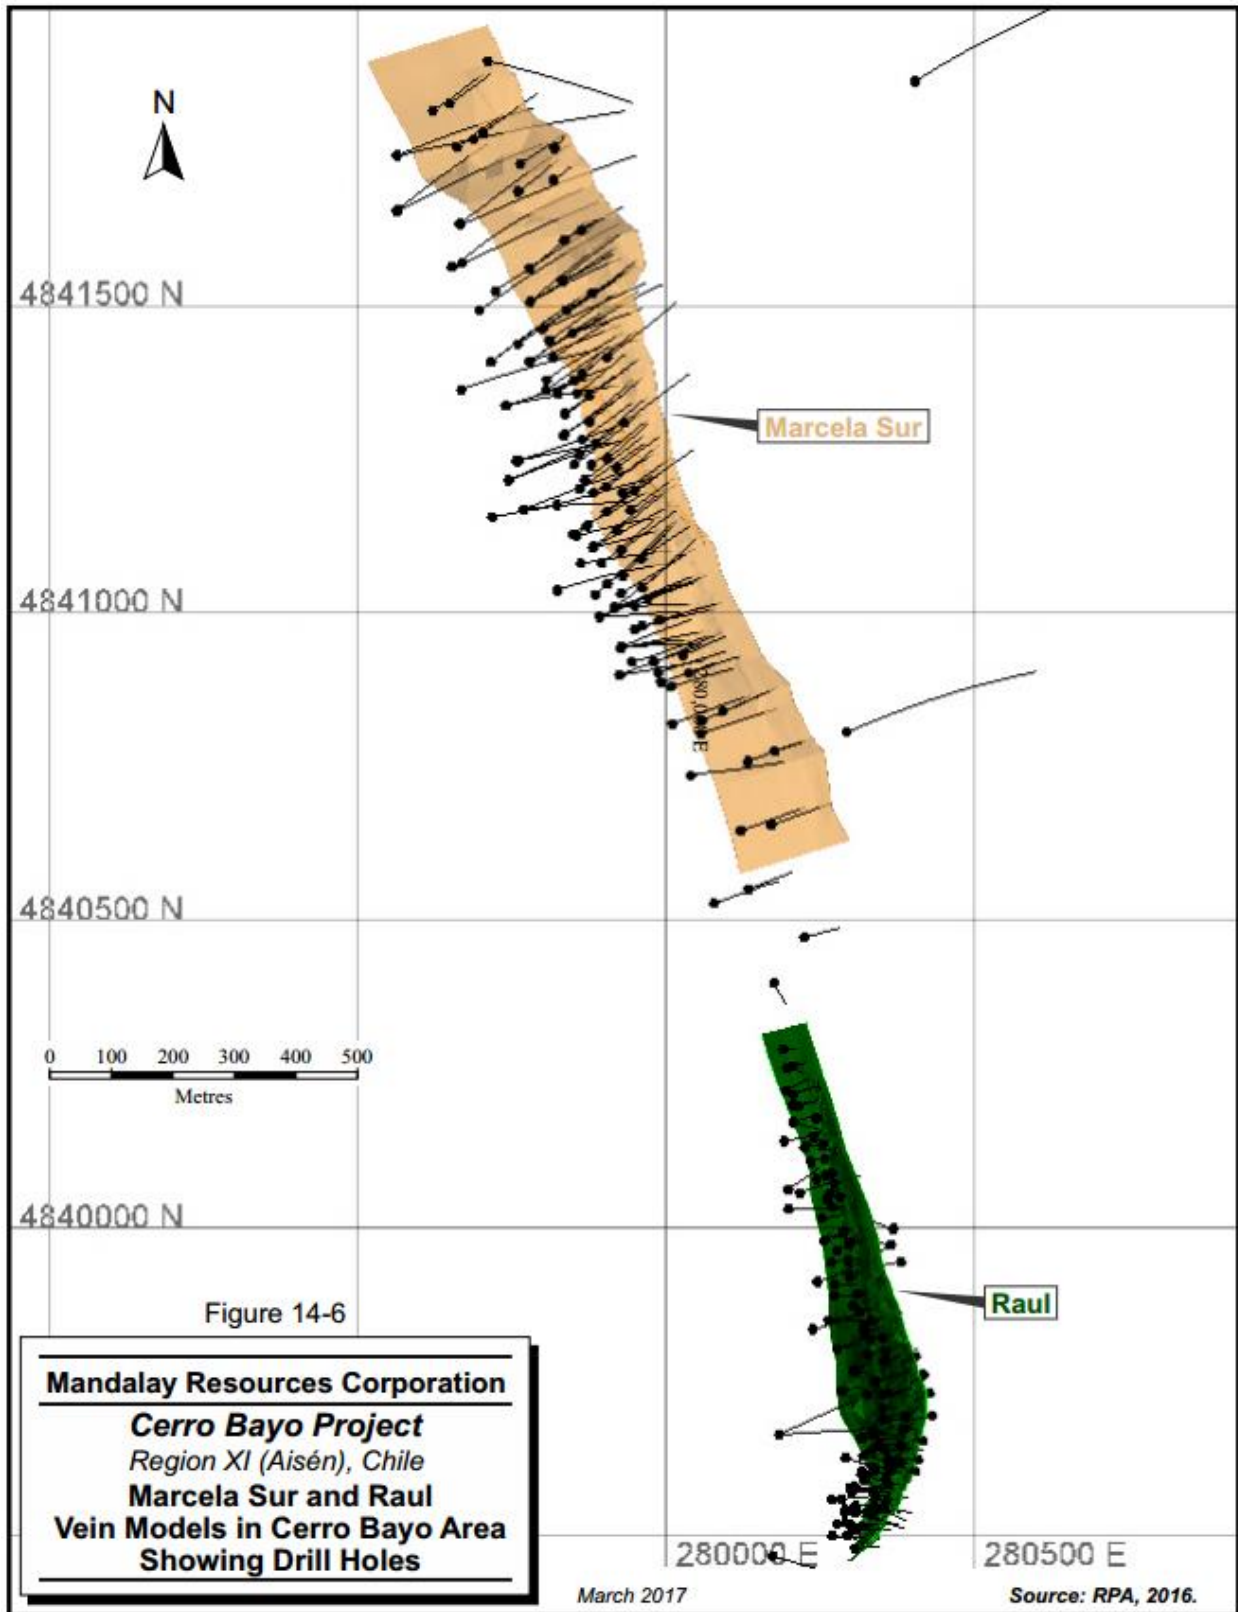 N
4841500 N
Marcela Sur
4841000 N
280,000 E
4840500 N
0 100 200 300 400 500
Metres
4840000 N
Raul
Figure 14-6
Mandalay Resources Corporation
Cerro Bayo Project
Region XI (Aisén), Chile
Marcela Sur and Raul
Vein Models in Cerro Bayo Area
Showing Drill Holes
280000 E
280500 E
March 2017
Source: RPA, 2016.